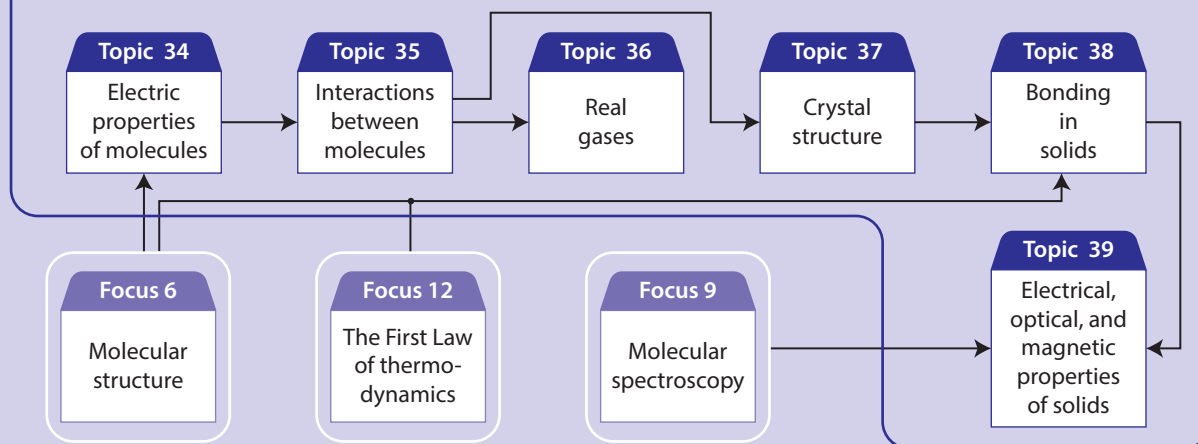 Topic 34
Electric
properties
of molecules
Topic 35
Interactions
between
molecules
Topic 36
Real
gases
Topic 37
Crystal
structure
Topic 38
Bonding
in
solids
Focus 6
Molecular
structure
Focus 12
The First Law
of thermo-
dynamics
Focus 9
Molecular
spectroscopy
Topic 39
Electrical,
optical, and
magnetic
properties
of solids